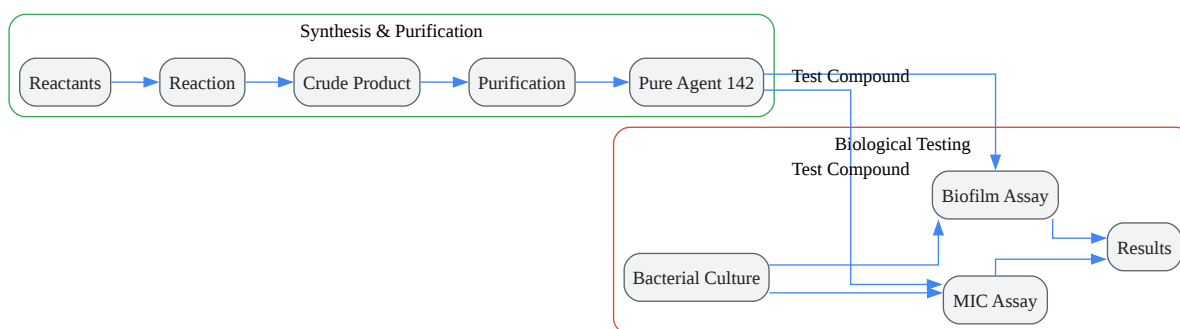 Synthesis & Purification
Reactants
Reaction
Crude Product
Purification
Pure Agent 142
Test Compound
Biological Testing
Test Compound
Biofilm Assay
Results
Bacterial Culture
MIC Assay